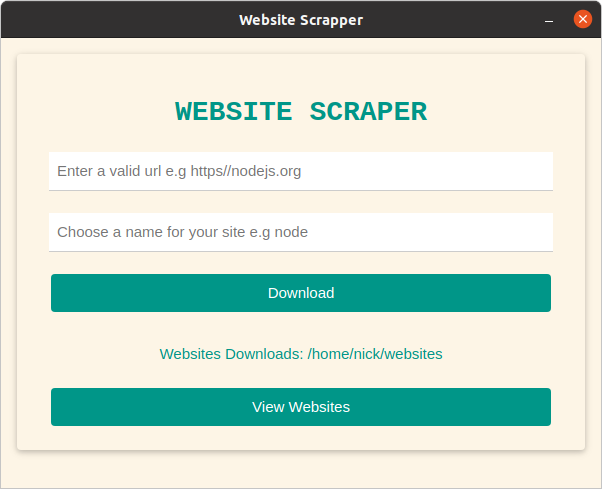 Website Scrapper
WEBSITE SCRAPER
Enter a valid url e.g https//nodejs.org
Choose a name for your site e.g node
Download
Websites Downloads: /home/nick/websites
View Websites